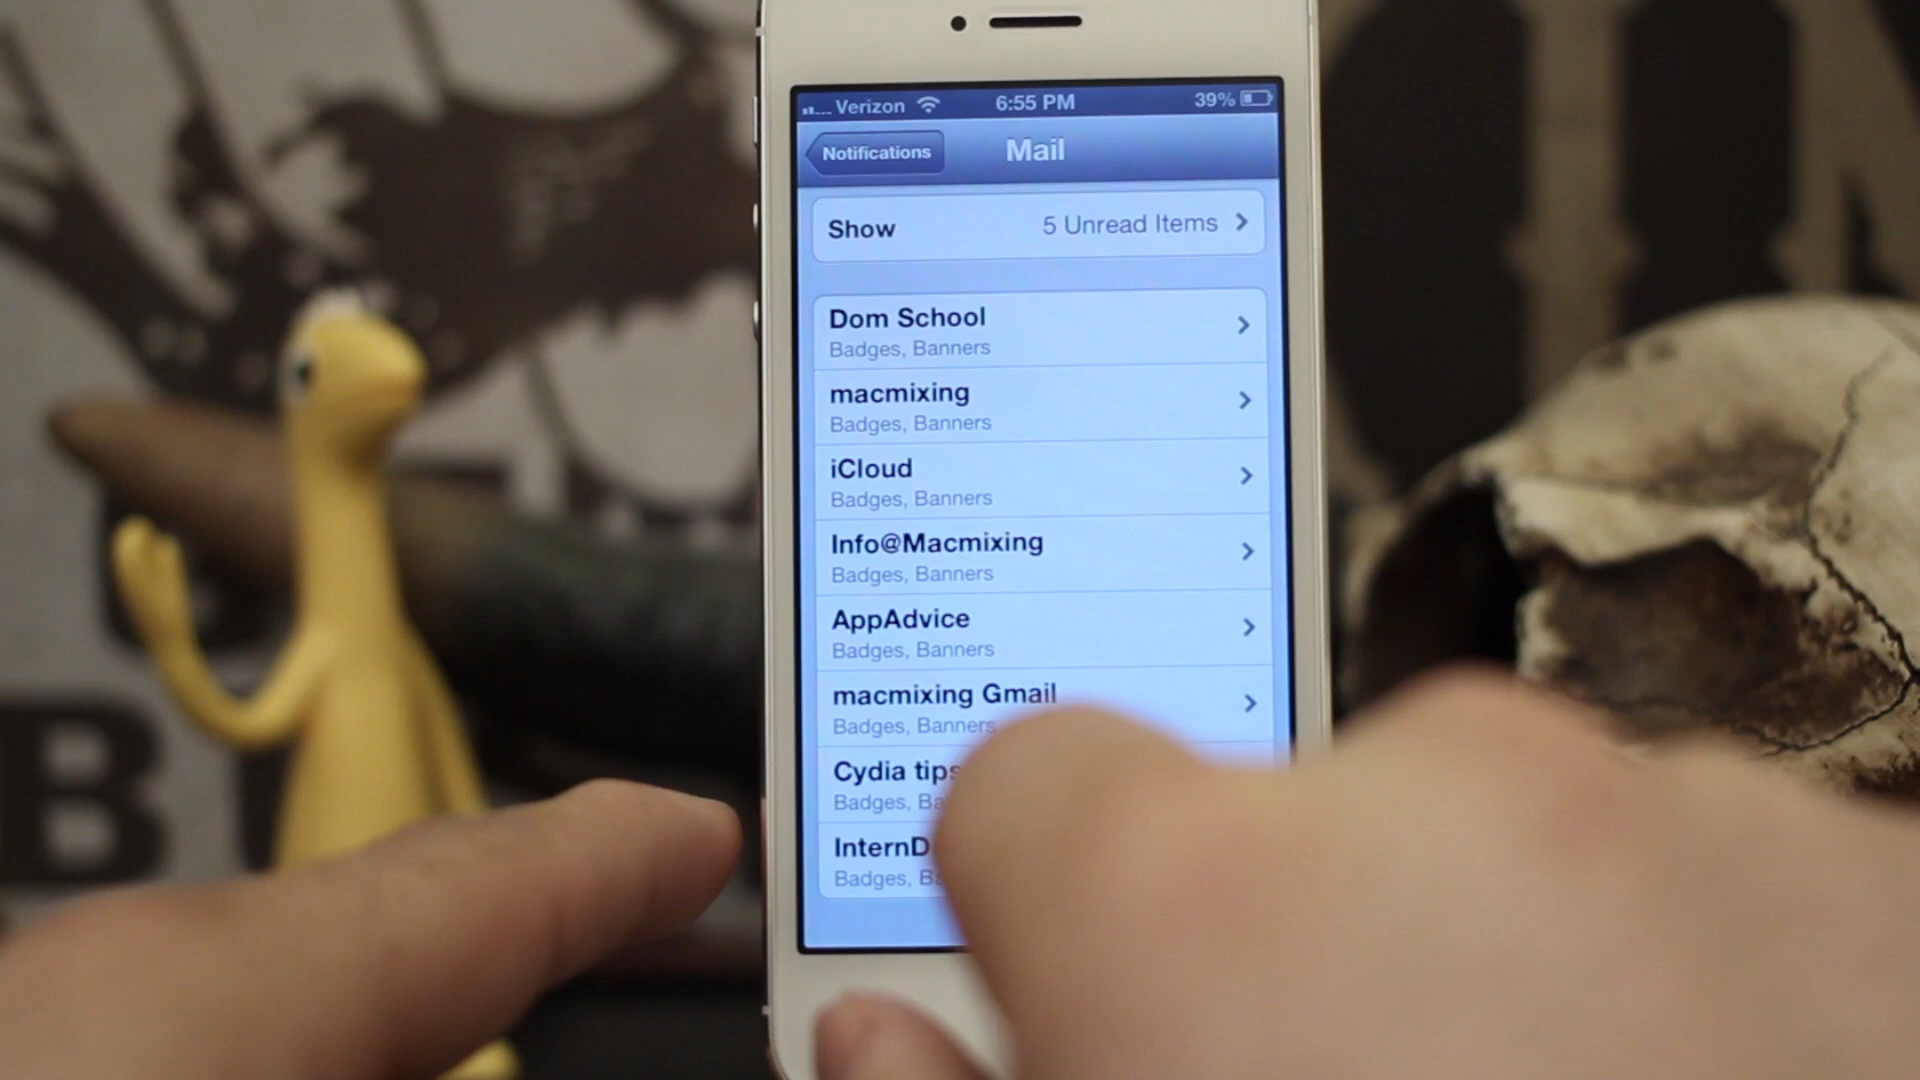 Verizon 6:55 PM 39%
Notifications Mail
Show 5 Unread Items
Dom School
Badges, Banners
macmixing
Badges, Banners
iCloud
Badges, Banners
Info@Macmixing
Badges, Banners
AppAdvice
Badges, Banners
macmixing Gmail
Badges, Banners
Cydia tips
Badges,
Badges,